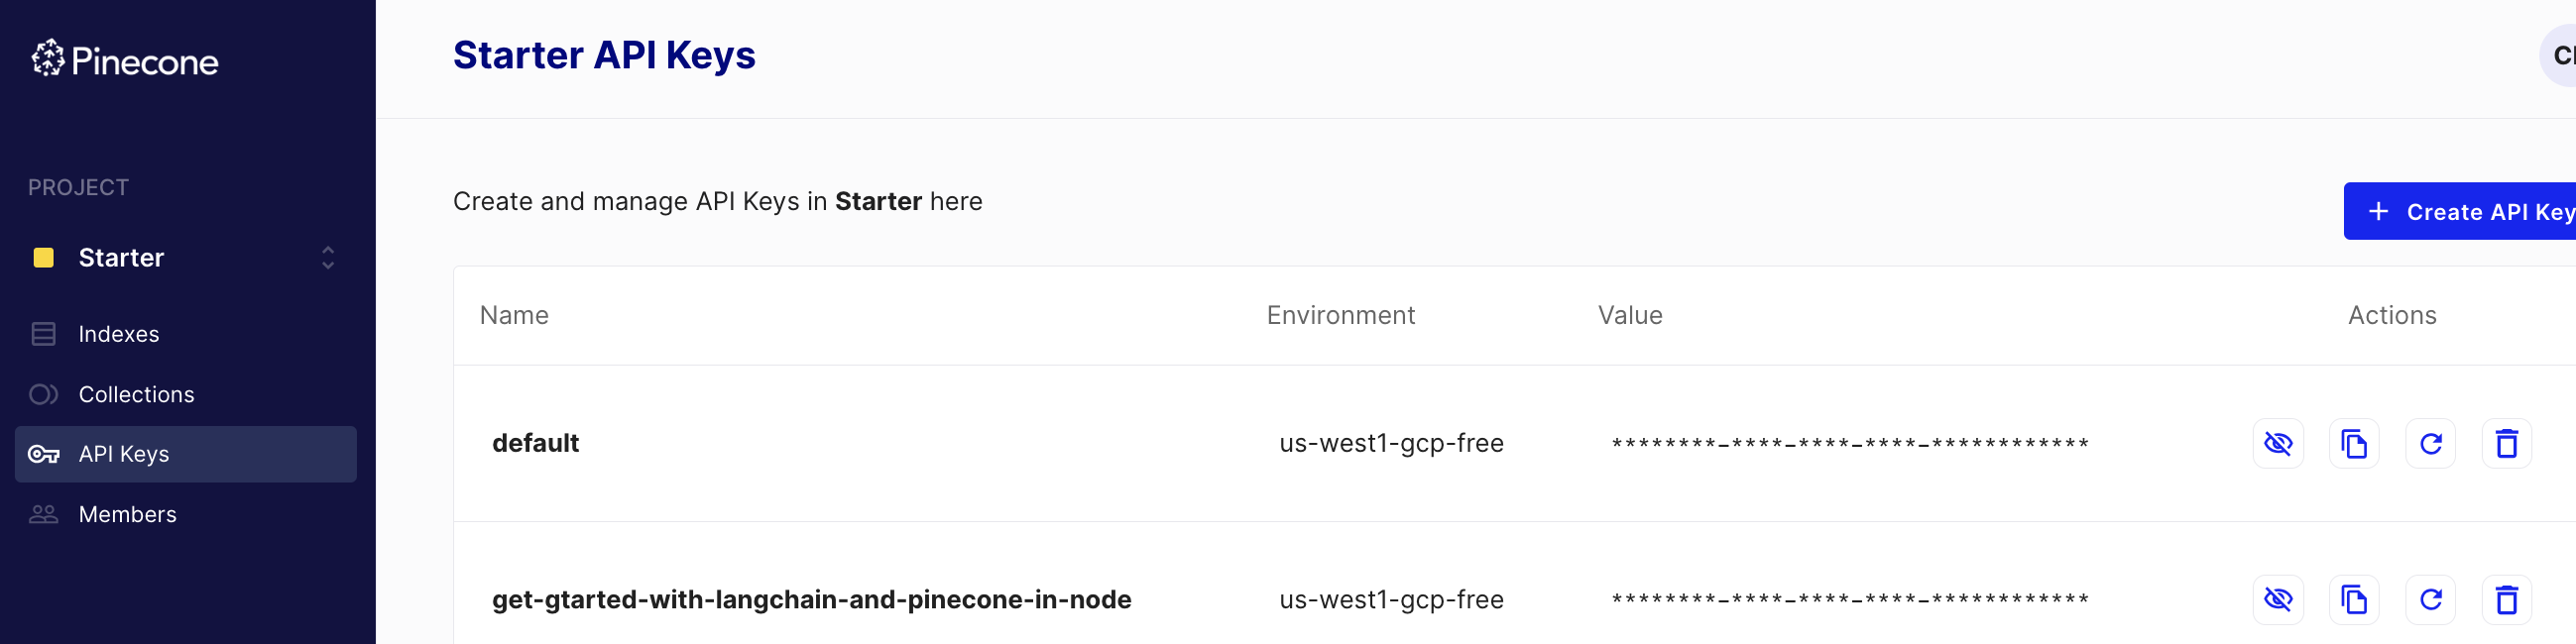 Pinecone
PROJECT
Starter
Indexes
Collections
API Keys
Members
Starter API Keys
Create and manage API Keys in Starter here
+ Create API Key
Name Environment Value Actions
default us-west1-gcp-free ********-****-****-****-************
get-gtarted-with-langchain-and-pinecone-in-node us-west1-gcp-free ********-****-****-****-************